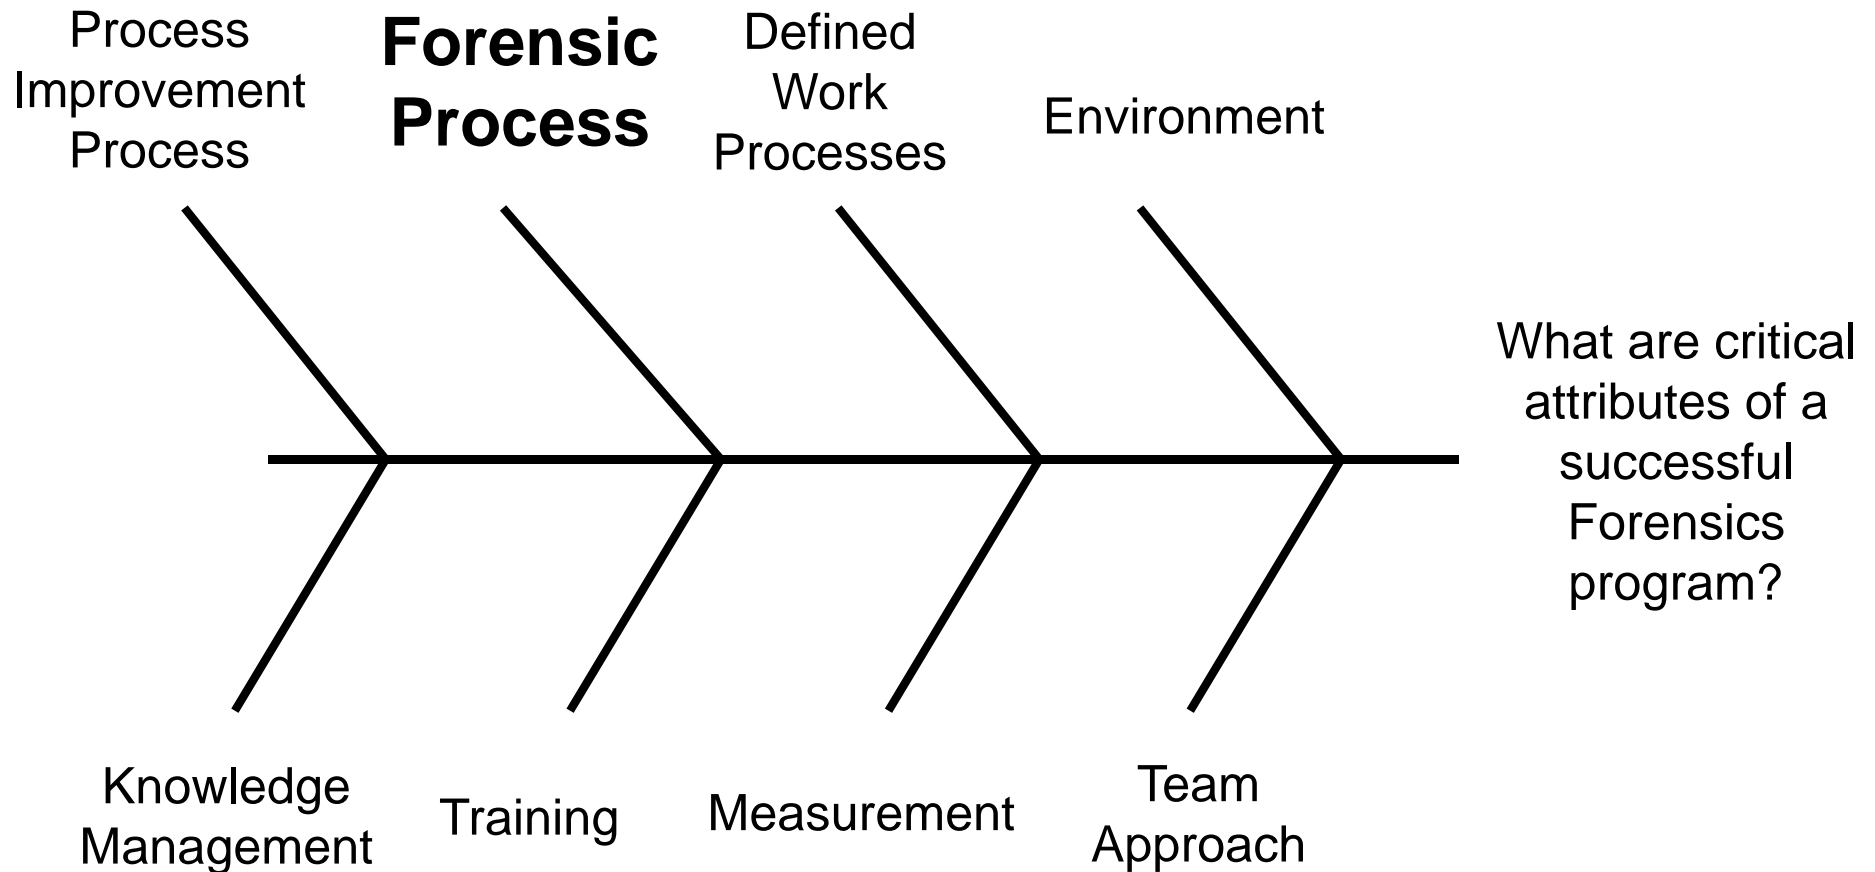 Process
Improvement
Process
Forensic
Process
Defined
Work
Processes
Environment
What are critical
attributes of a
successful
Forensics
program?
Knowledge
Management
Training
Measurement
Team
Approach